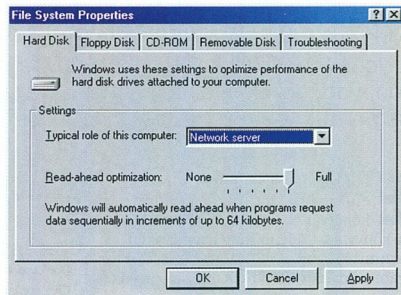 File System Properties
Hard Disk Floppy Disk CD-ROM Removable Disk Troubleshooting
Windows uses these settings to optimize performance of the
hard disk drives attached to your computer.
Settings
Typical role of this computer: Network server
Read-ahead optimization: None Full
Windows will automatically read ahead when programs request
data sequentially in increments of up to 64 kilobytes.
OK Cancel Apply